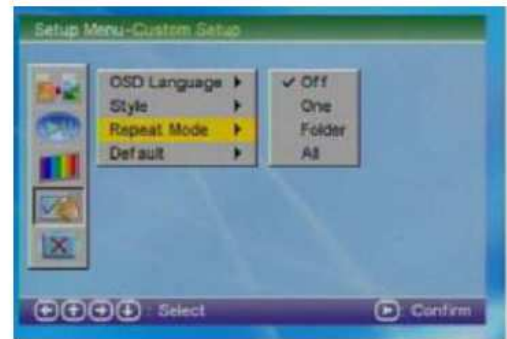 Setup Menu-Custom Setup
OSD Language
Style
Repeat Mode
Default
Off
One
Folder
All
: Select
: Confirm